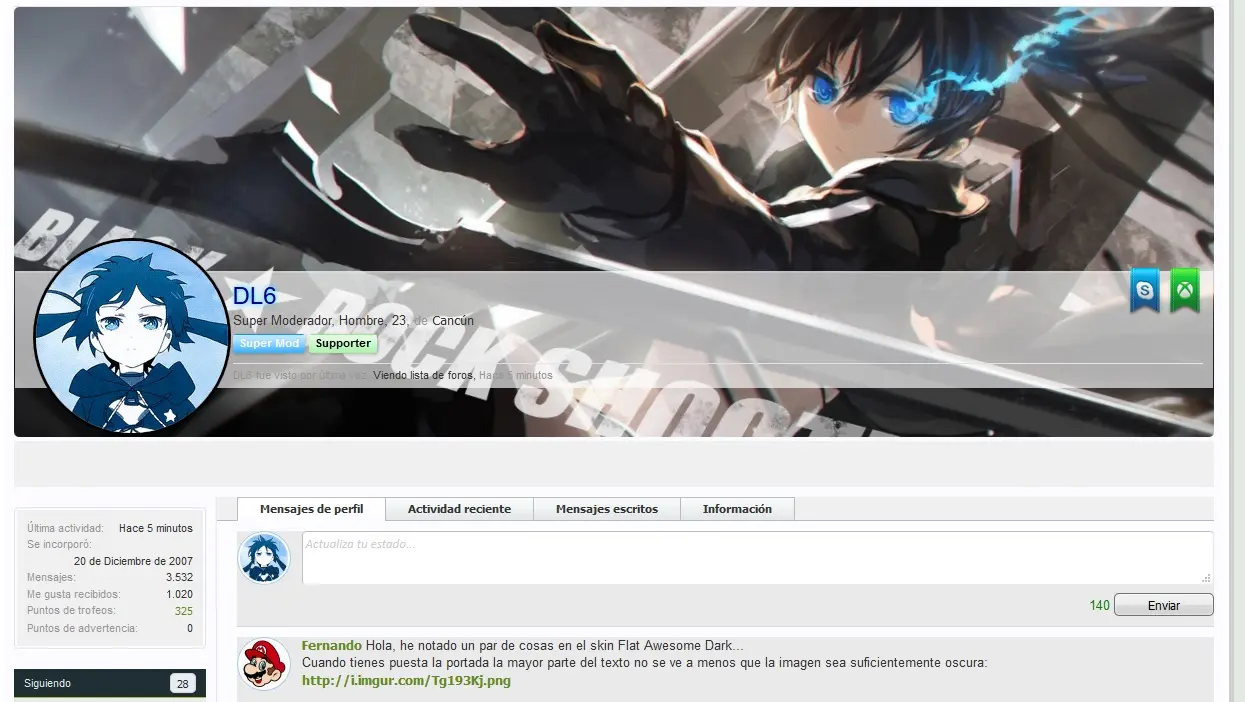 BLACK
ROCK SHOOTER
DL6
Super Moderador, Hombre, 23, de Cancún
Super Mod Supporter
DL6 fue visto por última vez: Viendo lista de foros, Hace 5 minutos
Mensajes de perfil Actividad reciente Mensajes escritos Información
Última actividad: Hace 5 minutos
Se incorporó:
20 de Diciembre de 2007
Mensajes: 3.532
Me gusta recibidos: 1.020
Puntos de trofeos: 325
Puntos de advertencia: 0
Siguiendo 28
Actualiza tu estado...
140 Enviar
Fernando Hola, he notado un par de cosas en el skin Flat Awesome Dark...
Cuando tienes puesta la portada la mayor parte del texto no se ve a menos que la imagen sea suficientemente oscura:
http://i.imgur.com/Tg193Kj.png